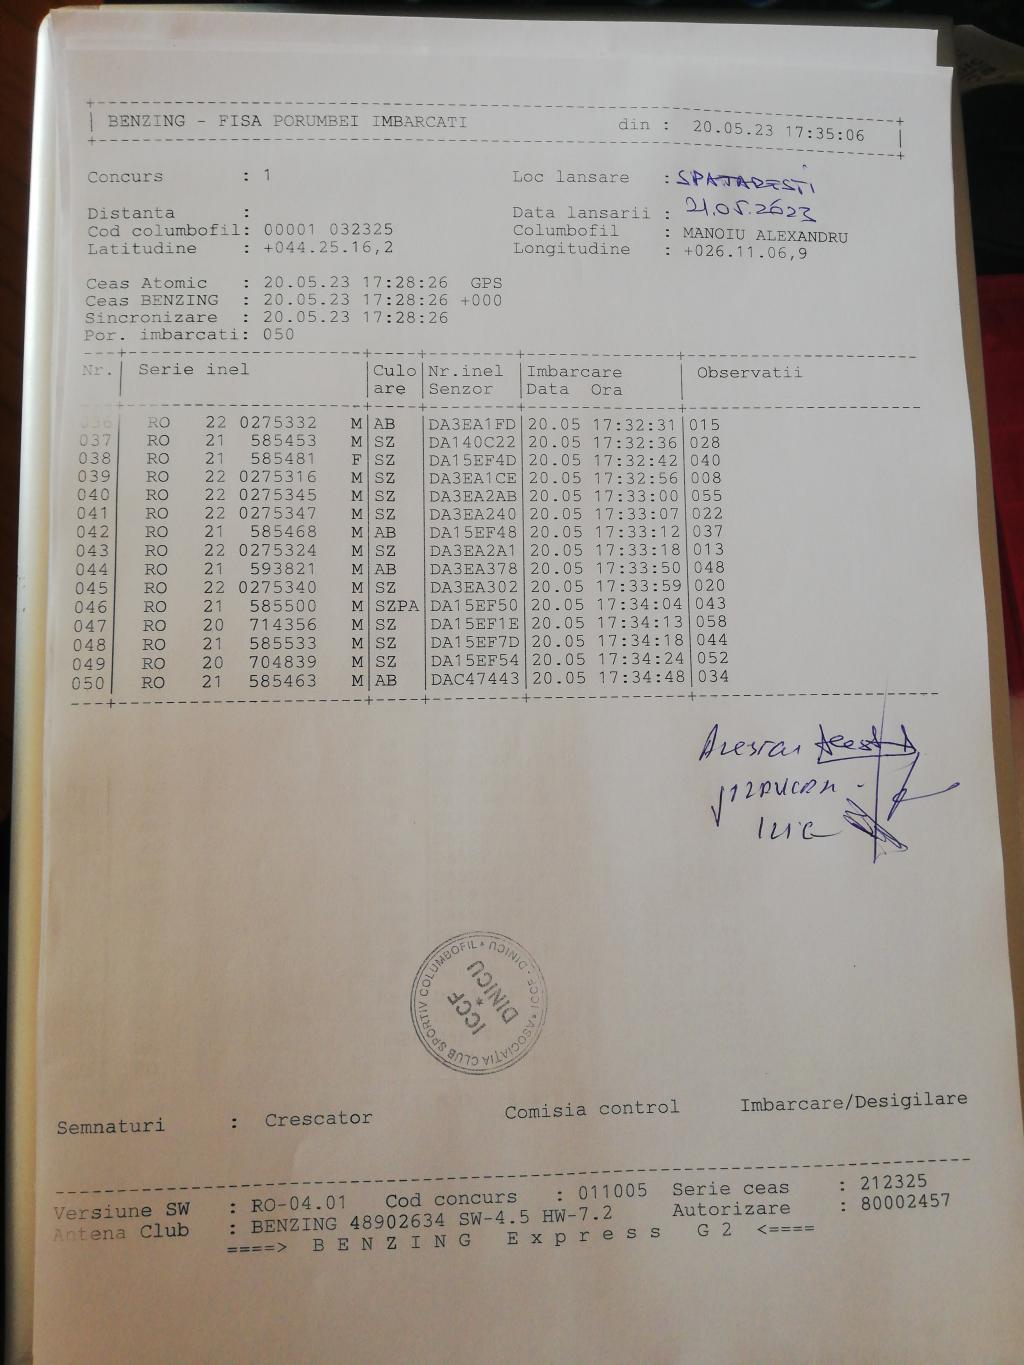 BENZING - FISA PORUMBEI IMBARCATI din : 20.05.23 17:35:06
Concurs : 1 Loc lansare : SPATARESTI
Distanta : Data lansarii : 21.05.2023
Cod columbofil: 00001 032325 Columbofil : MANOIU ALEXANDRU
Latitudine : +044.25.16,2 Longitudine : +026.11.06,9
Ceas Atomic : 20.05.23 17:28:26 GPS
Ceas BENZING : 20.05.23 17:28:26 +000
Sincronizare : 20.05.23 17:28:26
Por. imbarcati: 050
Nr. Serie inel Culo Nr.inel Imbarcare Observatii
are Senzor Data Ora
036 RO 22 0275332 M AB DA3EA1FD 20.05 17:32:31 015
037 RO 21 585453 M SZ DA140C22 20.05 17:32:36 028
038 RO 21 585481 F SZ DA15EF4D 20.05 17:32:42 040
039 RO 22 0275316 M SZ DA3EA1CE 20.05 17:32:56 008
040 RO 22 0275345 M SZ DA3EA2AB 20.05 17:33:00 055
041 RO 22 0275347 M SZ DA3EA240 20.05 17:33:07 022
042 RO 21 585468 M AB DA15EF48 20.05 17:33:12 037
043 RO 22 0275324 M SZ DA3EA2A1 20.05 17:33:18 013
044 RO 21 593821 M AB DA3EA378 20.05 17:33:50 048
045 RO 22 0275340 M SZ DA3EA302 20.05 17:33:59 020
046 RO 21 585500 M SZPA DA15EF50 20.05 17:34:04 043
047 RO 20 714356 M SZ DA15EF1E 20.05 17:34:13 058
048 RO 21 585533 M SZ DA15EF7D 20.05 17:34:18 044
049 RO 20 704839 M SZ DA15EF54 20.05 17:34:24 052
050 RO 21 585463 M AB DAC47443 20.05 17:34:48 034
ILIE
ASOCIATIA CLUB SPORTIV COLUMBOFIL * DINICU - ICCF *
ICCF
*
DINICU
Semnaturi : Crescator Comisia control Imbarcare/Desigilare
Versiune SW : RO-04.01 Cod concurs : 011005 Serie ceas : 212325
Antena Club : BENZING 48902634 SW-4.5 HW-7.2 Autorizare : 80002457
====> B E N Z I N G E x p r e s s G 2 <====